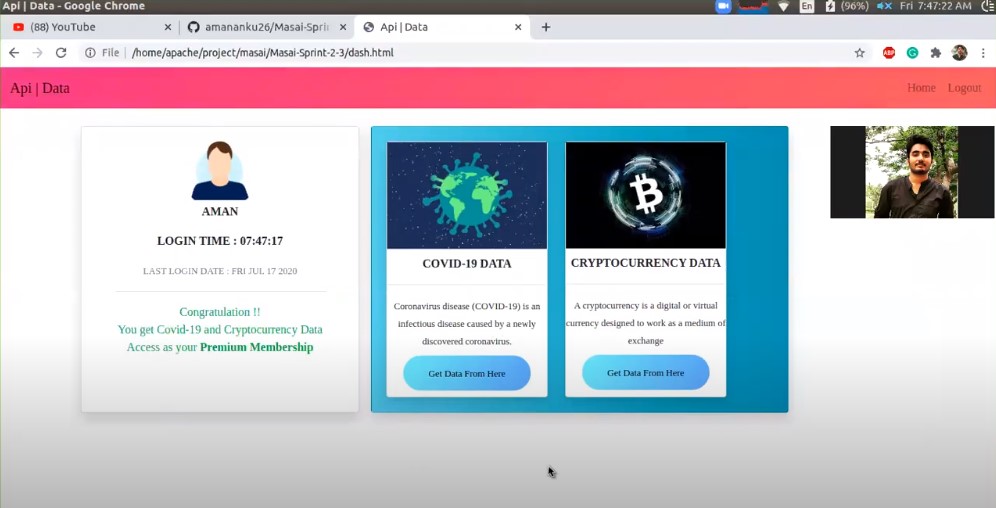 Api | Data - Google Chrome
En (96%) Fri 7:47:22 AM
(88) YouTube
amananku26/Masai-Sprin
Api | Data
File /home/apache/project/masai/Masai-Sprint-2-3/dash.html
ABP
Api | Data
Home Logout
AMAN
LOGIN TIME : 07:47:17
LAST LOGIN DATE : FRI JUL 17 2020
Congratulation !!
You get Covid-19 and Cryptocurrency Data
Access as your Premium Membership
COVID-19 DATA
Coronavirus disease (COVID-19) is an
infectious disease caused by a newly
discovered coronavirus.
Get Data From Here
CRYPTOCURRENCY DATA
A cryptocurrency is a digital or virtual
currency designed to work as a medium of
exchange
Get Data From Here